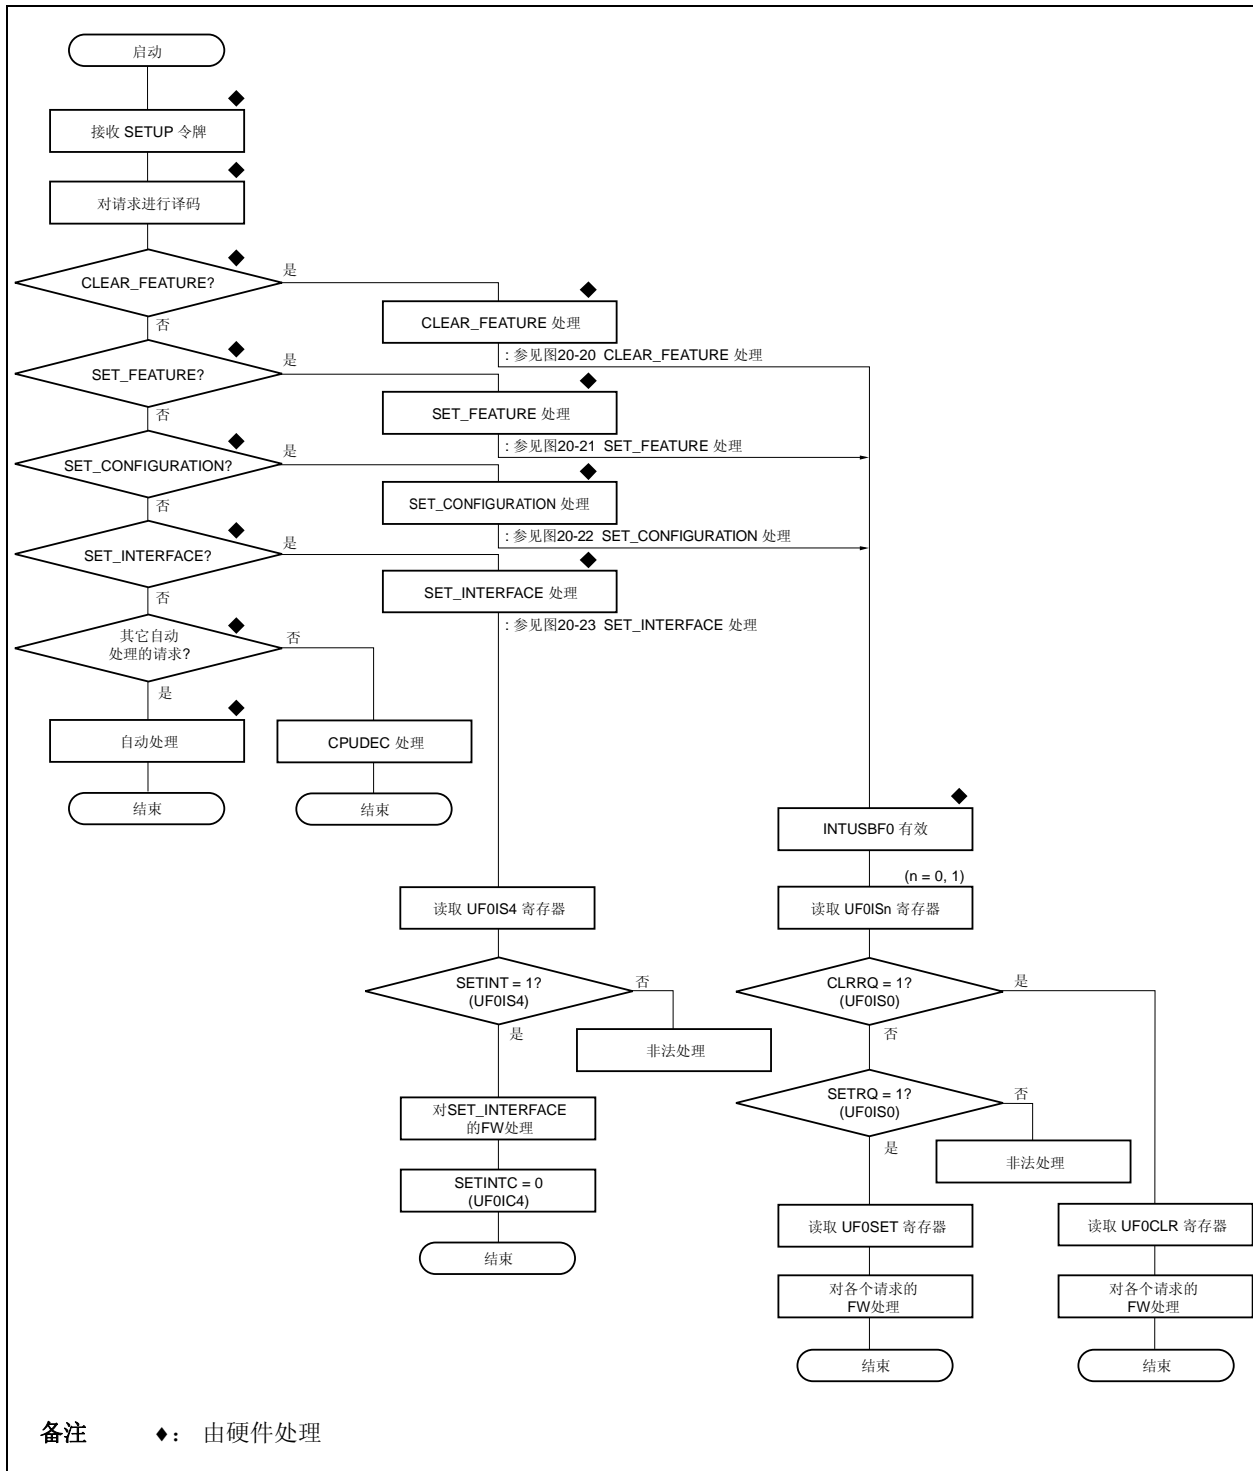 启动
接收 SETUP 令牌
对请求进行译码
CLEAR_FEATURE?
是
否
CLEAR_FEATURE 处理
: 参见图20-20 CLEAR_FEATURE 处理
SET_FEATURE?
是
否
SET_FEATURE 处理
: 参见图20-21 SET_FEATURE 处理
SET_CONFIGURATION?
是
否
SET_CONFIGURATION 处理
: 参见图20-22 SET_CONFIGURATION 处理
SET_INTERFACE?
是
否
SET_INTERFACE 处理
: 参见图20-23 SET_INTERFACE 处理
其它自动
处理的请求?
否
是
自动处理
CPUDEC 处理
结束
结束
INTUSBF0 有效
(n = 0, 1)
读取 UF0IS4 寄存器
读取 UF0ISn 寄存器
SETINT = 1?
(UF0IS4)
否
是
非法处理
CLRRQ = 1?
(UF0IS0)
是
否
SETRQ = 1?
(UF0IS0)
否
是
非法处理
对SET_INTERFACE
的FW处理
SETINTC = 0
(UF0IC4)
结束
读取 UF0SET 寄存器
读取 UF0CLR 寄存器
对各个请求的
FW处理
对各个请求的
FW处理
结束
结束
备注 ♦: 由硬件处理